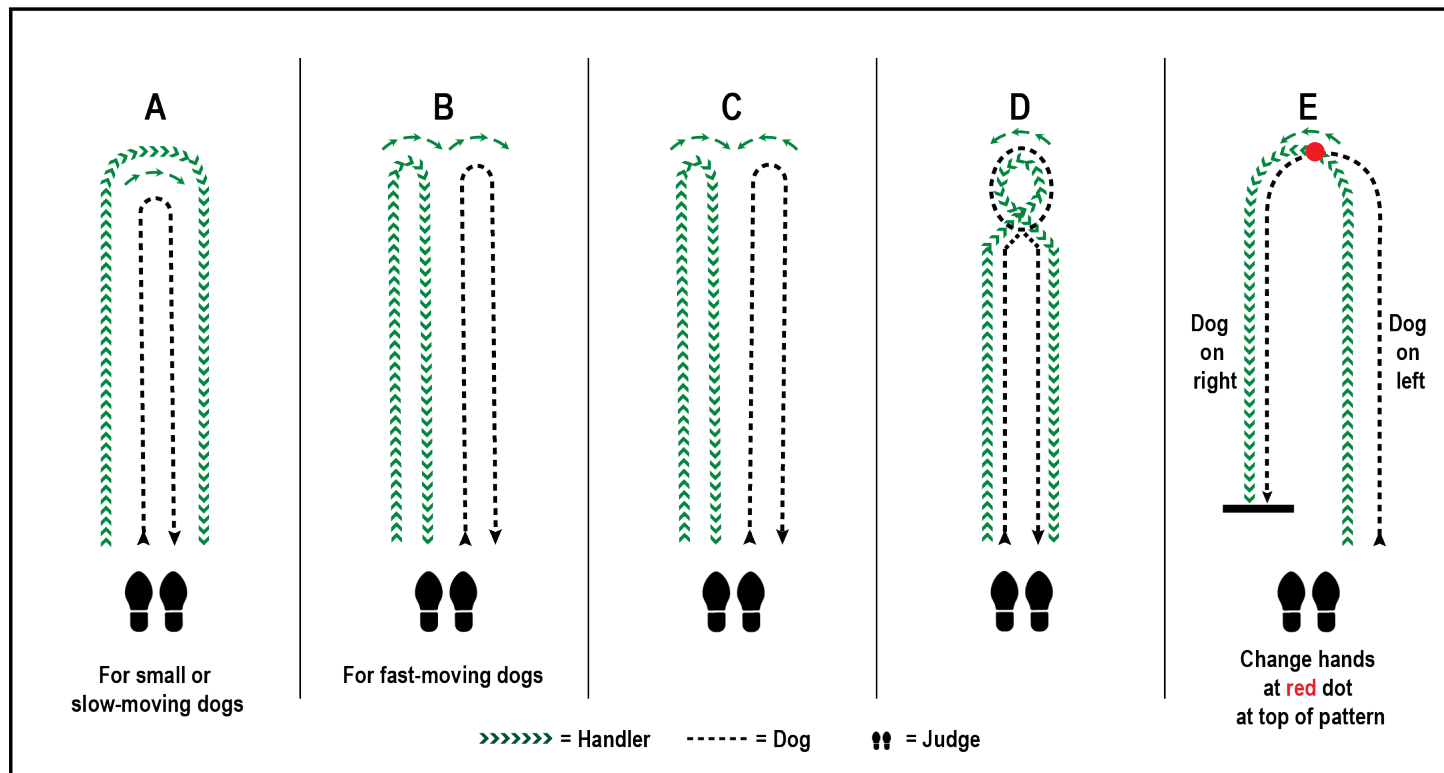 A
B
C
D
E
Dog
on
right
Dog
on
left
For small or
slow-moving dogs
For fast-moving dogs
Change hands
at red dot
at top of pattern
= Handler
= Dog
= Judge